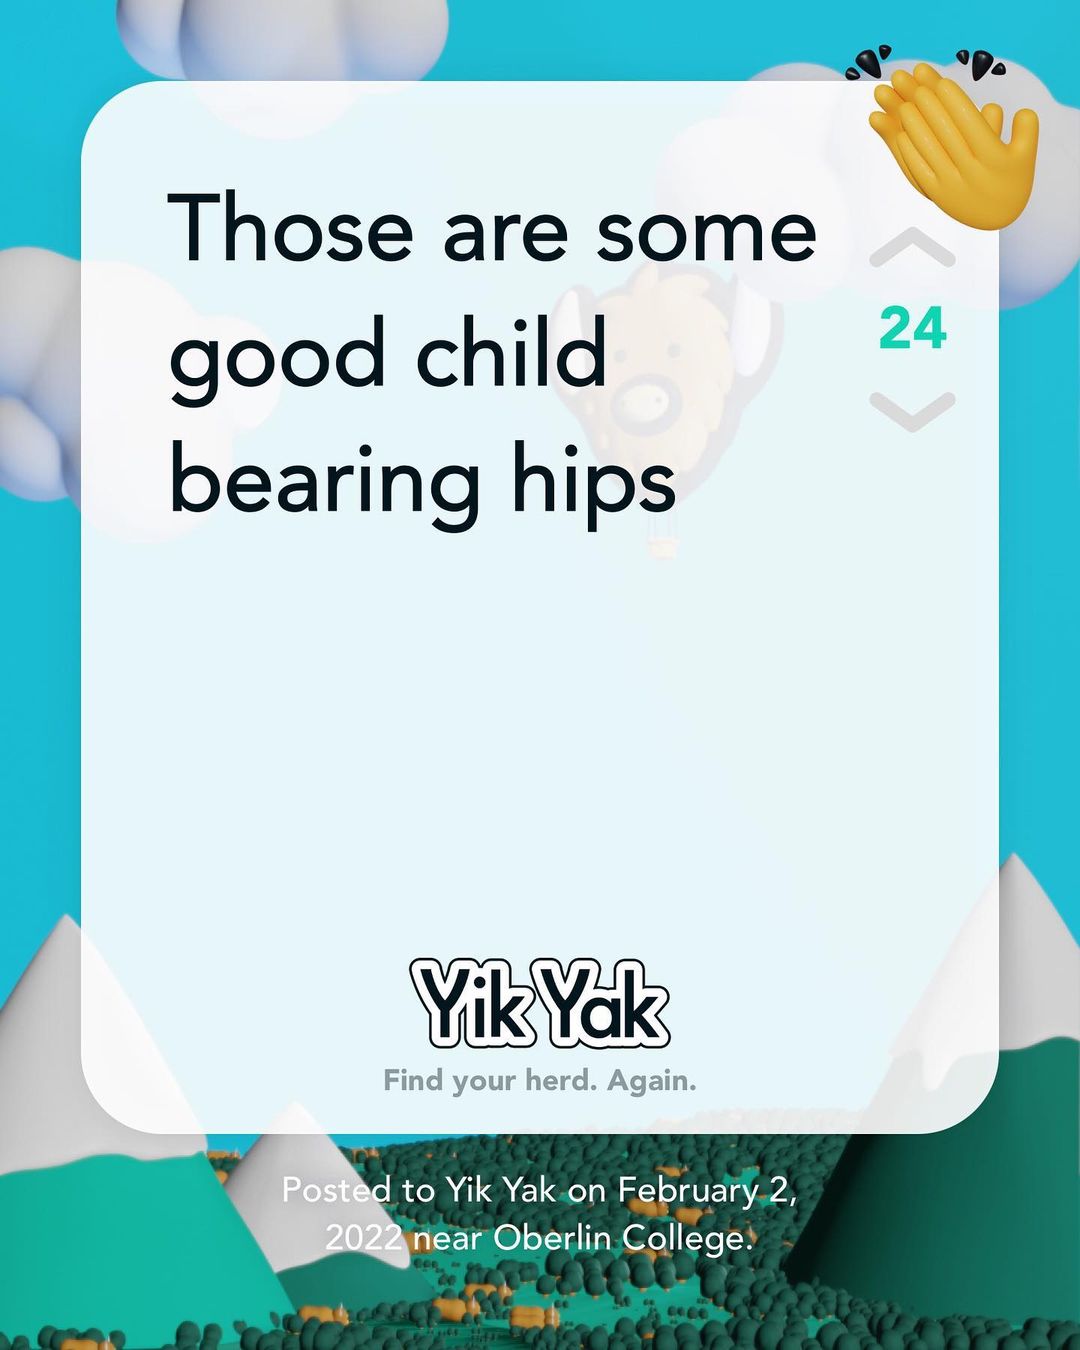 Those are some
good child
bearing hips
24
Yik Yak
Find your herd. Again.
Posted to Yik Yak on February 2,
2022 near Oberlin College.